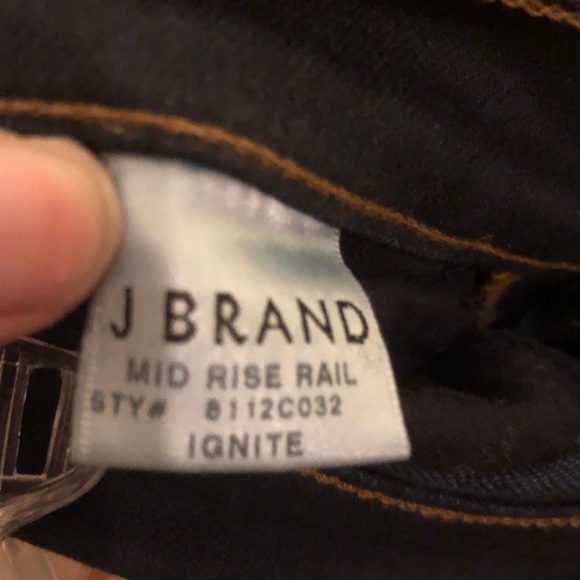 J BRAND
MID RISE RAIL
STY# 8112C032
IGNITE